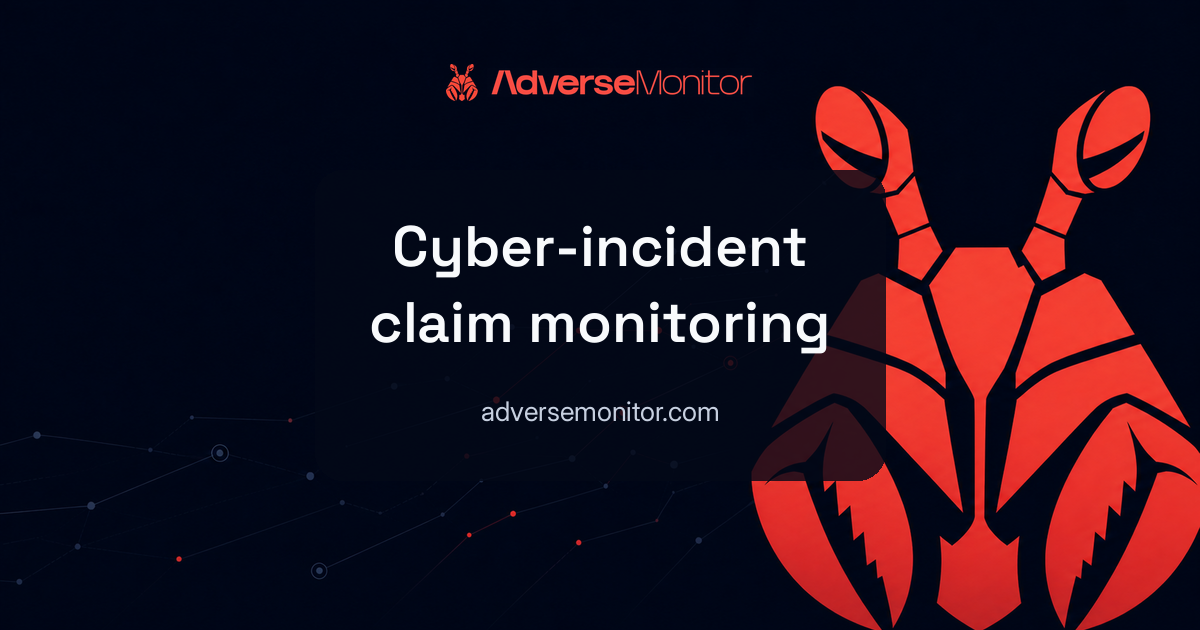 AdverseMonitor
Cyber-incident
claim monitoring
adversemonitor.com